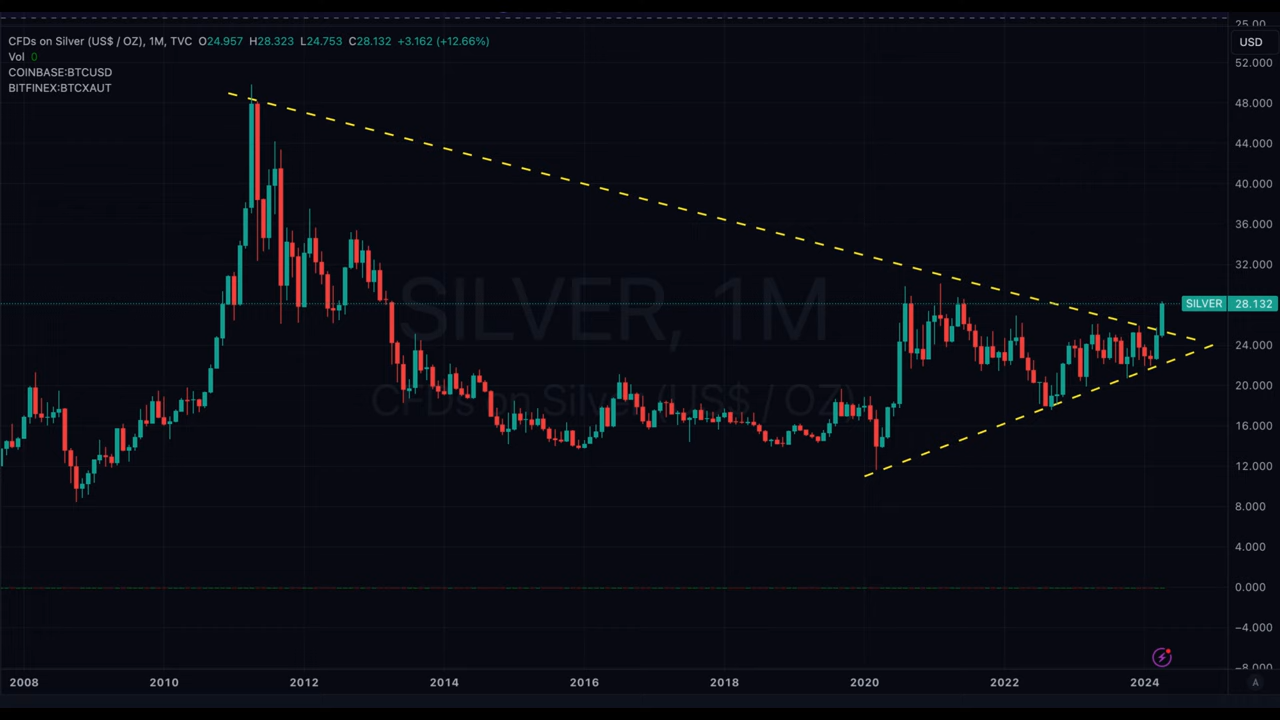 25.00
CFDs on Silver (US$ / OZ), 1M, TVC O24.957 H28.323 L24.753 C28.132 +3.162 (+12.66%)
USD
Vol 0
52.000
COINBASE:BTCUSD
BITFINEX:BTCXAUT
48.000
44.000
40.000
36.000
32.000
SILVER, 1M
SILVER 28.132
24.000
CFDs on Silver (US$ / OZ)
20.000
16.000
12.000
8.000
4.000
0.000
−4.000
−8.000
2008 2010 2012 2014 2016 2018 2020 2022 2024 A